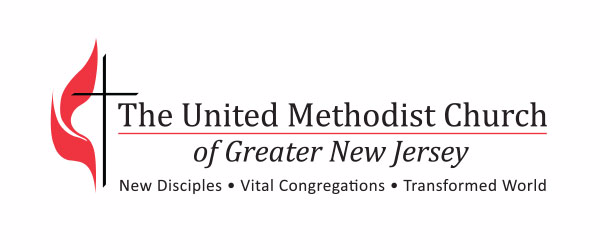 The United Methodist Church
of Greater New Jersey
New Disciples • Vital Congregations • Transformed World